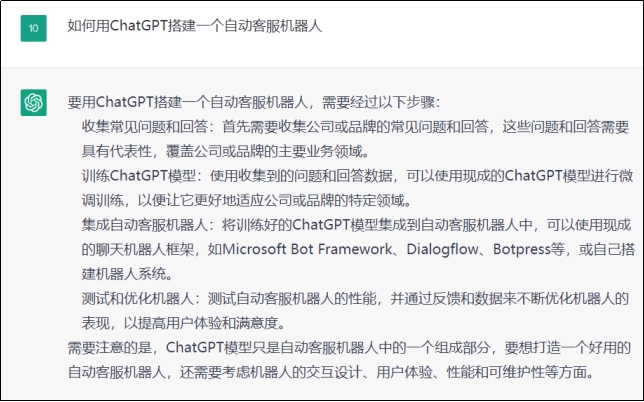 10
如何用ChatGPT搭建一个自动客服机器人
要用ChatGPT搭建一个自动客服机器人，需要经过以下步骤：
收集常见问题和回答：首先需要收集公司或品牌的常见问题和回答，这些问题和回答需要
具有代表性，覆盖公司或品牌的主要业务领域。
训练ChatGPT模型：使用收集到的问题和回答数据，可以使用现成的ChatGPT模型进行微
调训练，以便让它更好地适应公司或品牌的特定领域。
集成自动客服机器人：将训练好的ChatGPT模型集成到自动客服机器人中，可以使用现成
的聊天机器人框架，如Microsoft Bot Framework、Dialogflow、Botpress等，或自己搭
建机器人系统。
测试和优化机器人：测试自动客服机器人的性能，并通过反馈和数据来不断优化机器人的
表现，以提高用户体验和满意度。
需要注意的是，ChatGPT模型只是自动客服机器人中的一个组成部分，要想打造一个好用的
自动客服机器人，还需要考虑机器人的交互设计、用户体验、性能和可维护性等方面。